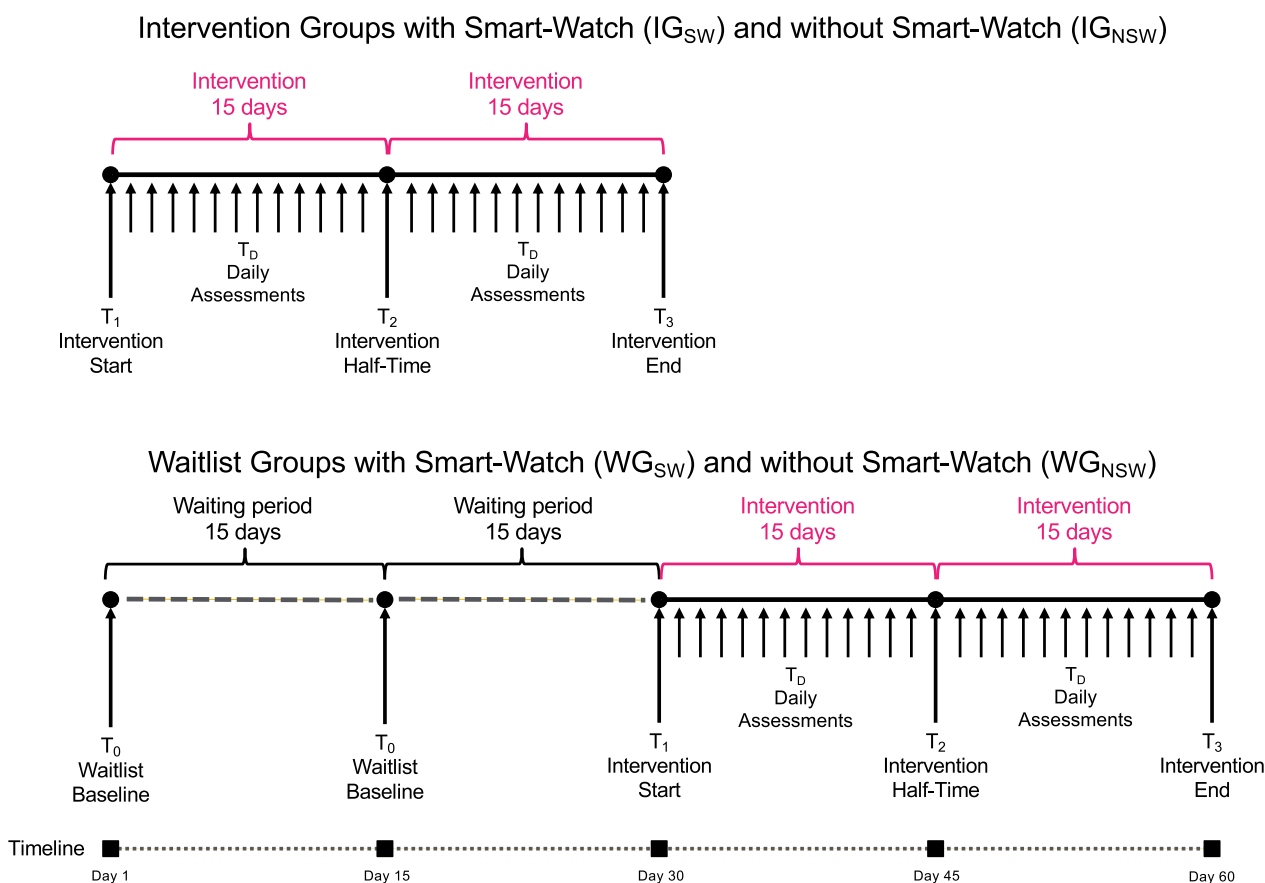 Intervention Groups with Smart-Watch (IGSW) and without Smart-Watch (IGNSW)
Intervention
15 days
Intervention
15 days
TD
Daily
Assessments
TD
Daily
Assessments
T1
Intervention
Start
T2
Intervention
Half-Time
T3
Intervention
End
Waitlist Groups with Smart-Watch (WGSW) and without Smart-Watch (WGNSW)
Waiting period
15 days
Waiting period
15 days
Intervention
15 days
Intervention
15 days
TD
Daily
Assessments
TD
Daily
Assessments
T0
Waitlist
Baseline
T0
Waitlist
Baseline
T1
Intervention
Start
T2
Intervention
Half-Time
T3
Intervention
End
Timeline
Day 1
Day 15
Day 30
Day 45
Day 60